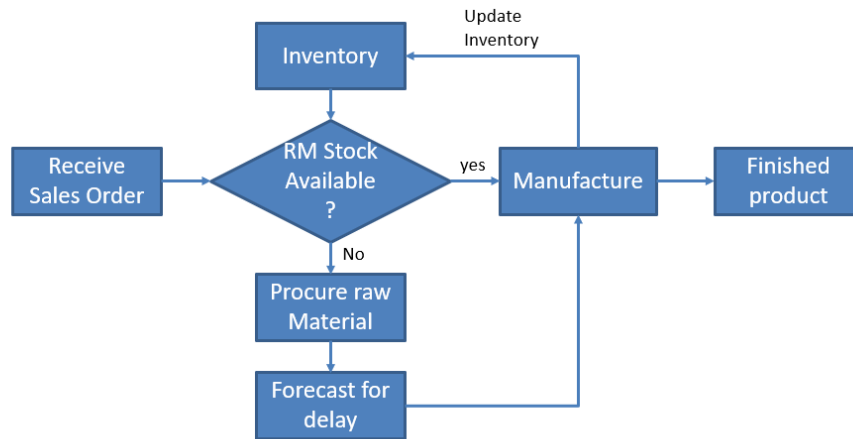 Update
Inventory
Inventory
Receive
Sales Order
RM Stock
Available
?
yes
Manufacture
Finished
product
No
Procure raw
Material
Forecast for
delay